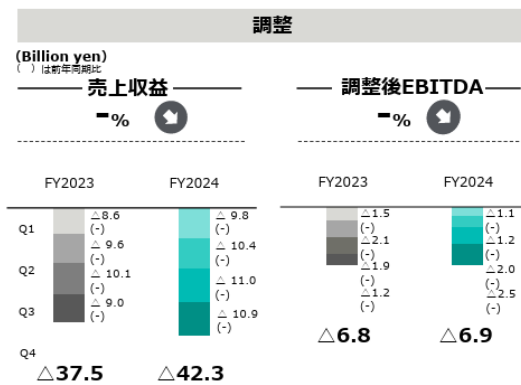 調整
(Billion yen)
( )は前年同期比
売上収益
-%
FY2023
FY2024
Q1
Q2
Q3
Q4
△8.6
(-)
△ 9.6
(-)
△ 10.1
(-)
△ 9.0
(-)
△ 9.8
(-)
△ 10.4
(-)
△ 11.0
(-)
△ 10.9
(-)
△37.5
△42.3
調整後EBITDA
-%
FY2023
FY2024
△1.5
(-)
△2.1
(-)
△1.9
(-)
△1.2
(-)
△1.1
(-)
△1.2
(-)
△2.0
(-)
△2.5
(-)
△6.8
△6.9